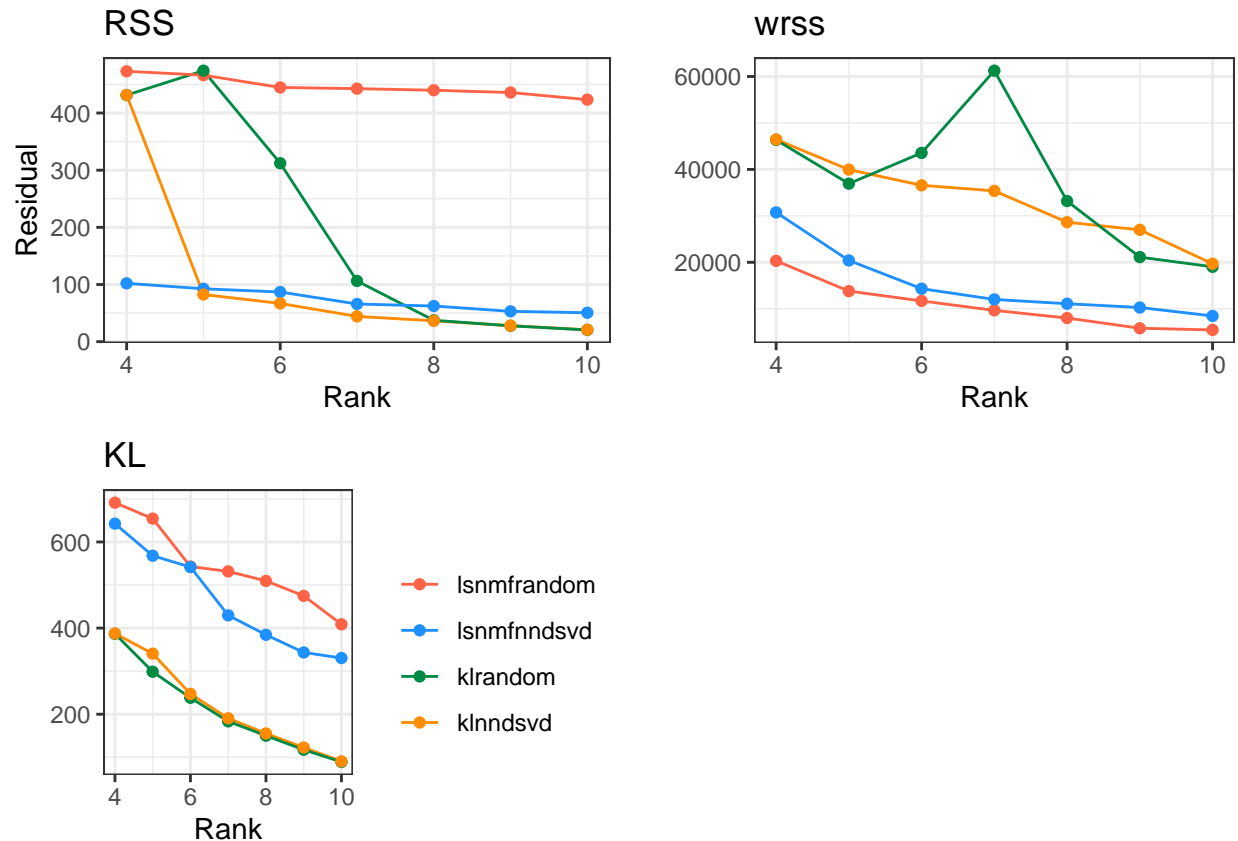 RSS
Residual
400
300
200
100
0
4 6 8 10
Rank
wrss
60000
40000
20000
4 6 8 10
Rank
KL
600
400
200
4 6 8 10
Rank
lsnmfrandom
lsnmfnndsvd
klrandom
klnndsvd